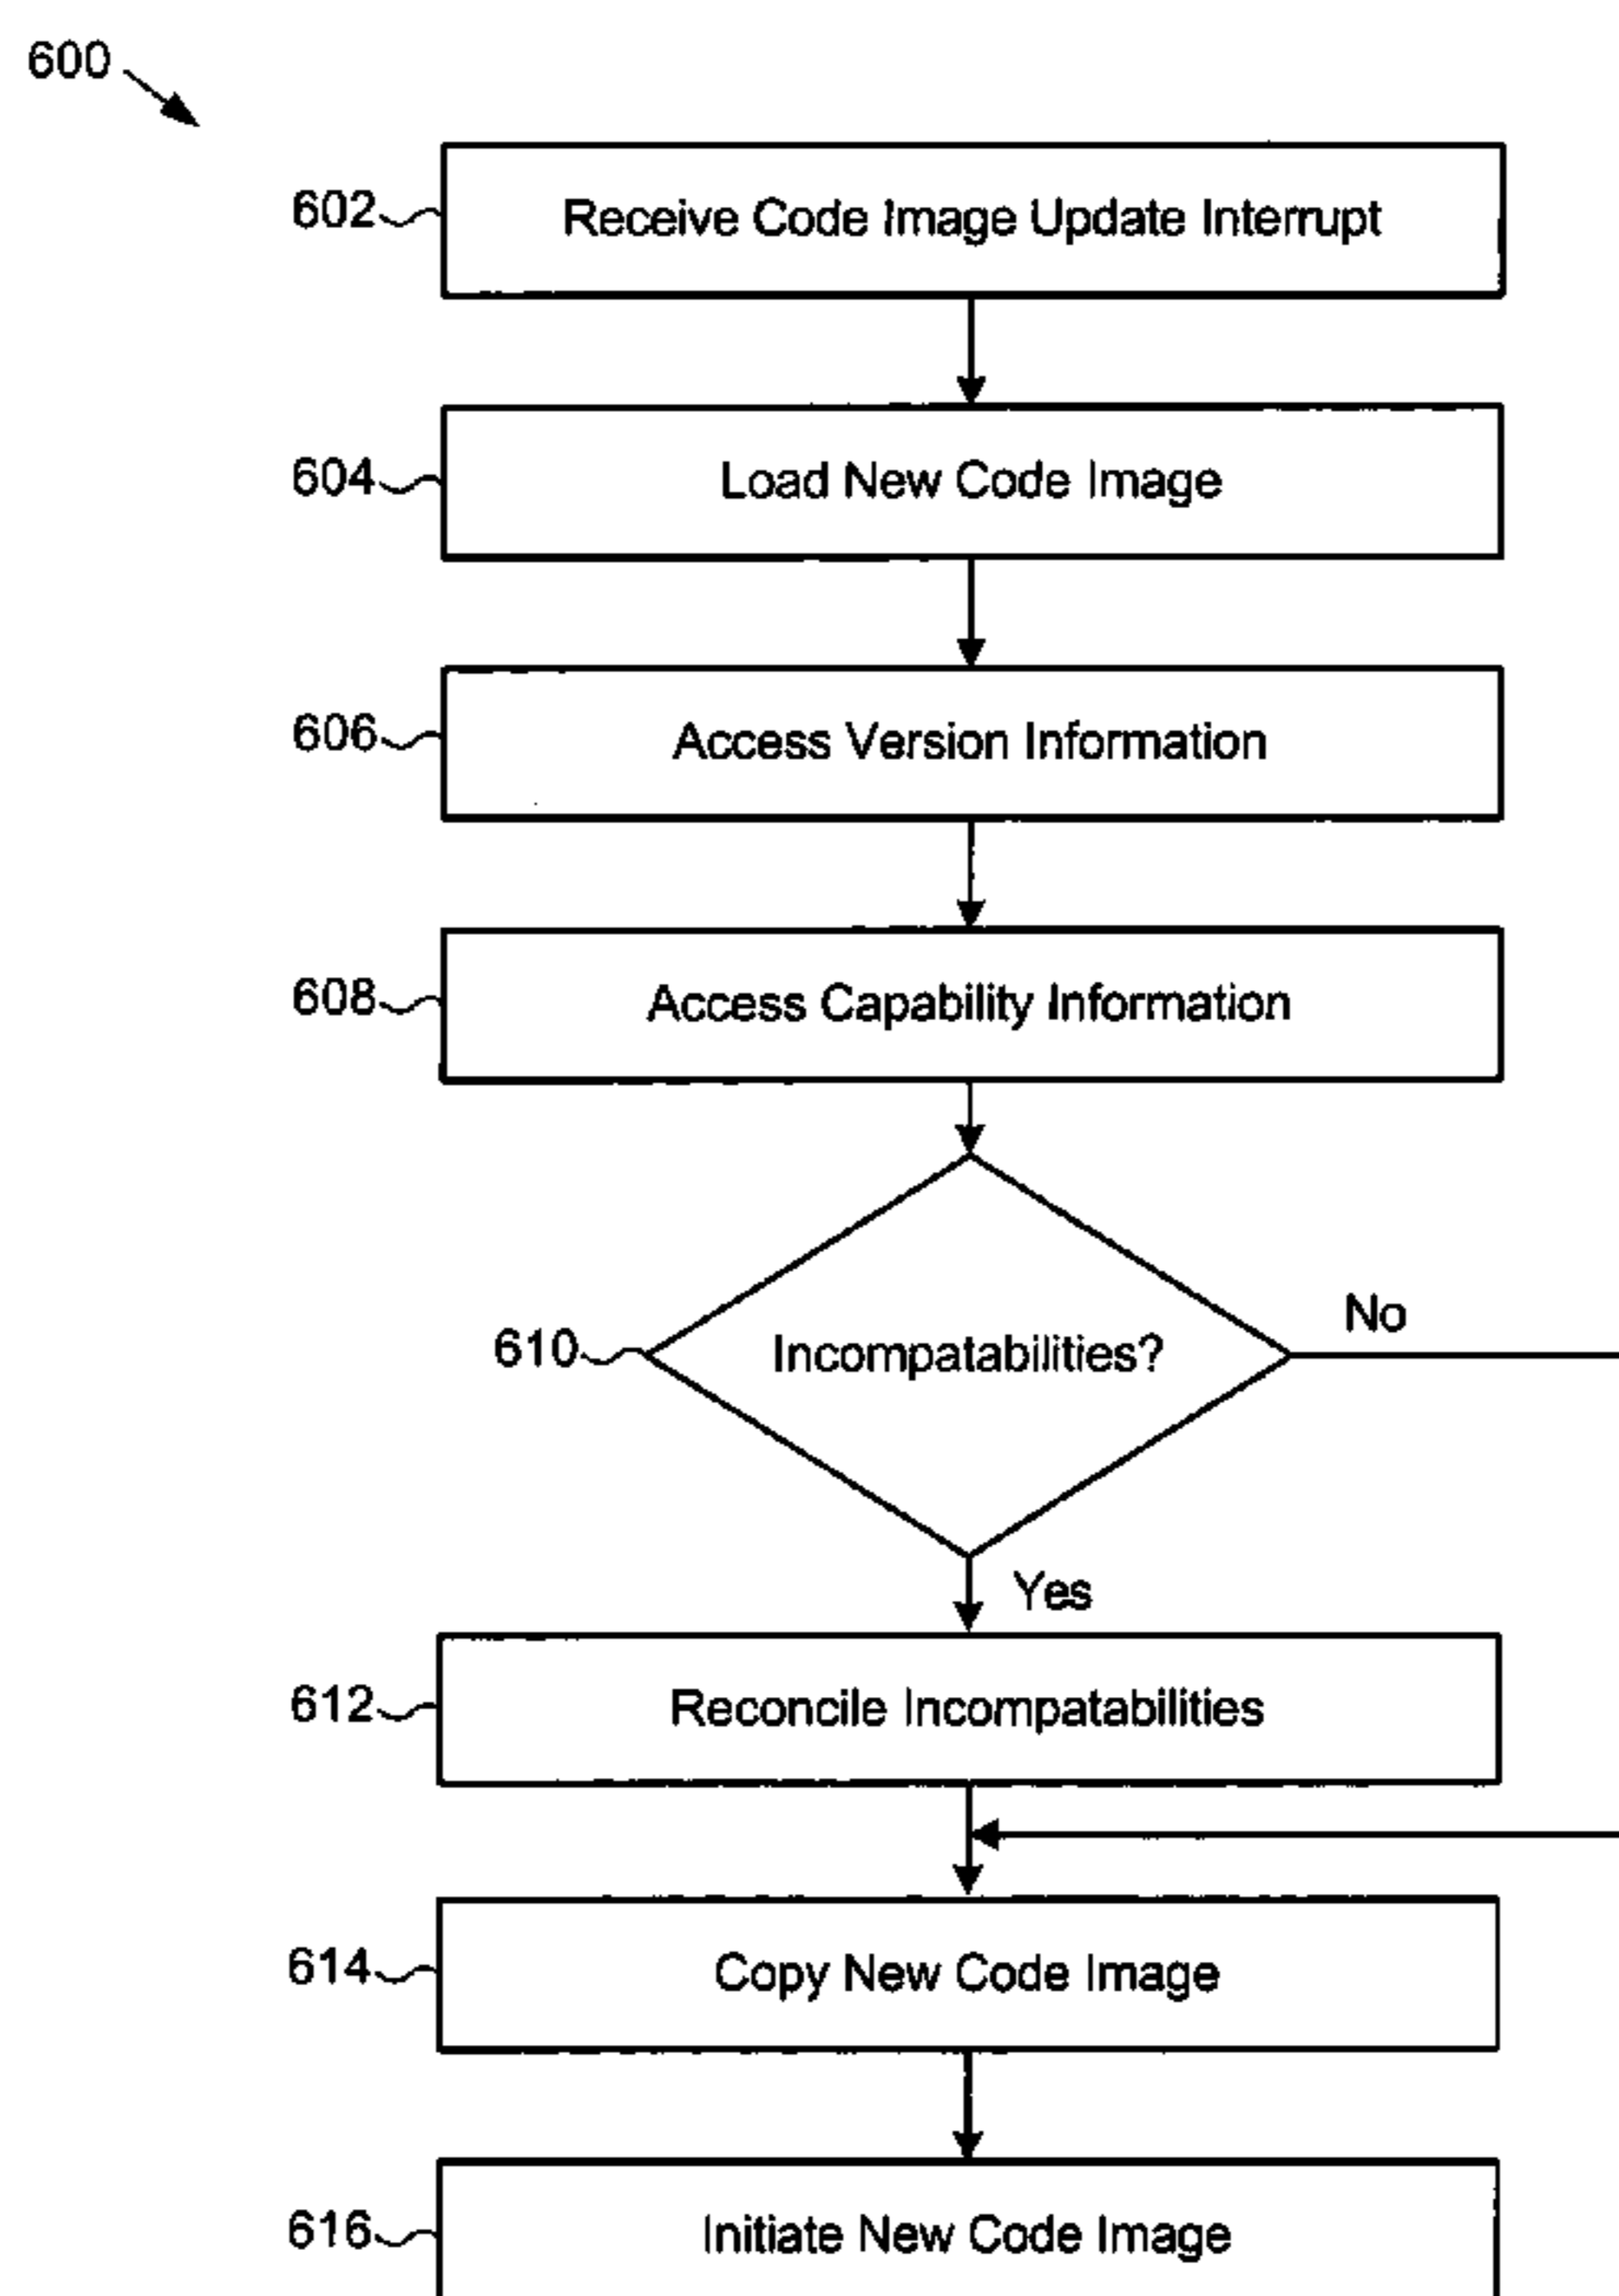 600
602 Receive Code Image Update Interrupt
604 Load New Code Image
606 Access Version Information
608 Access Capability Information
610 Incompatabilities?
No
Yes
612 Reconcile Incompatabilities
614 Copy New Code Image
616 Initiate New Code Image